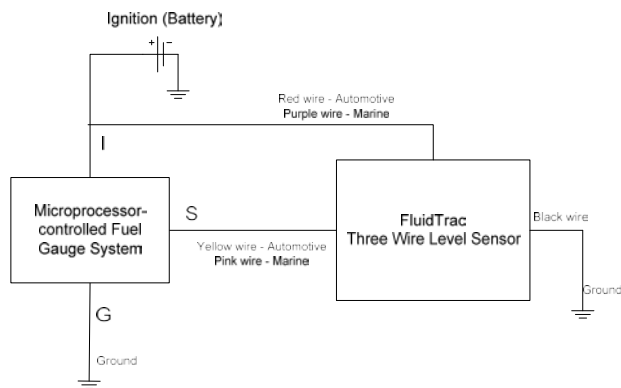 Ignition (Battery)
+ -
Red wire - Automotive
Purple wire - Marine
I
Microprocessor-
controlled Fuel
Gauge System
S
Yellow wire - Automotive
Pink wire - Marine
FluidTrac
Three Wire Level Sensor
Black wire
Ground
G
Ground